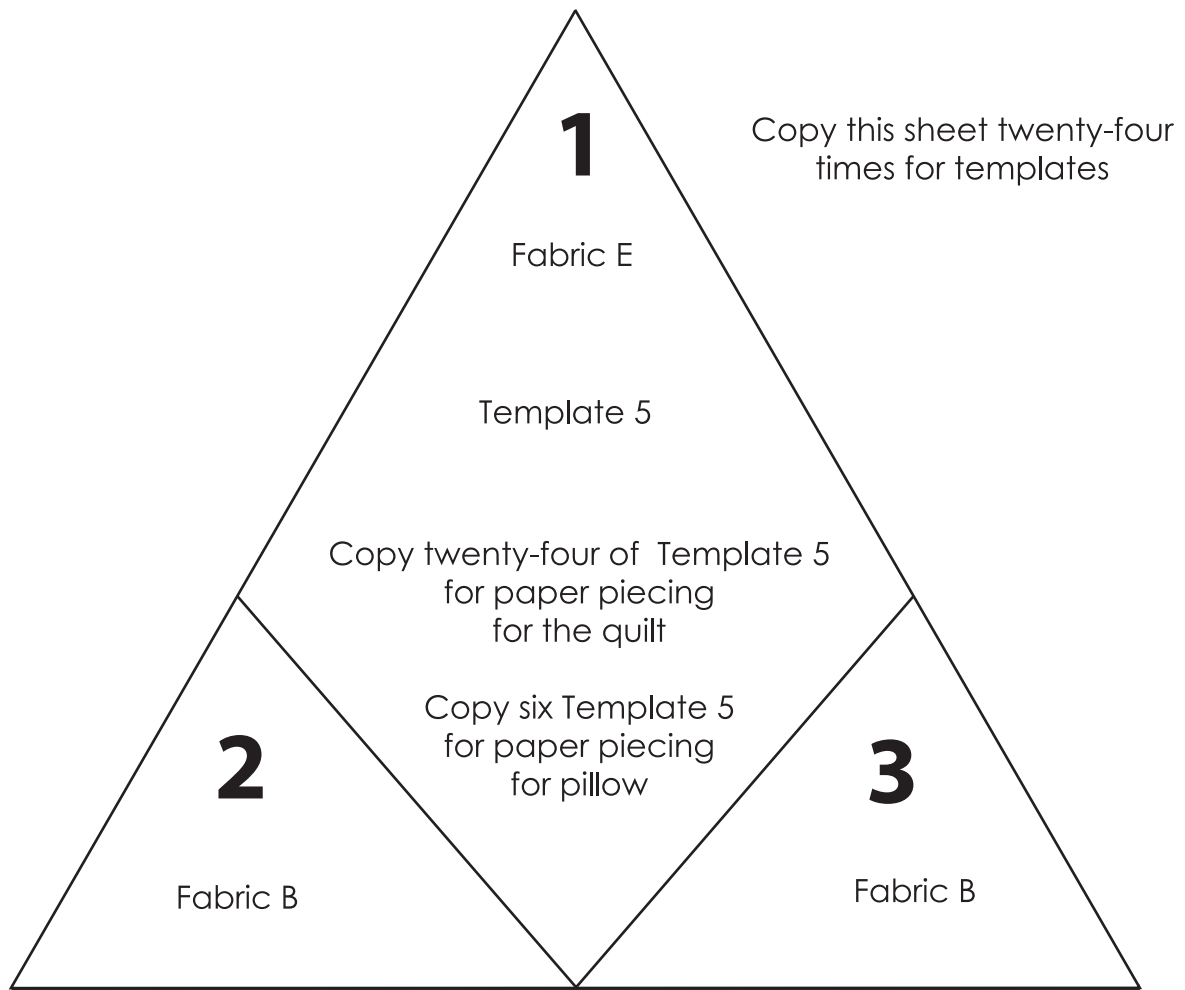 1
Copy this sheet twenty-four
times for templates
Fabric E
Template 5
Copy twenty-four of Template 5
for paper piecing
for the quilt
Copy six Template 5
for paper piecing
for pillow
2
Fabric B
3
Fabric B